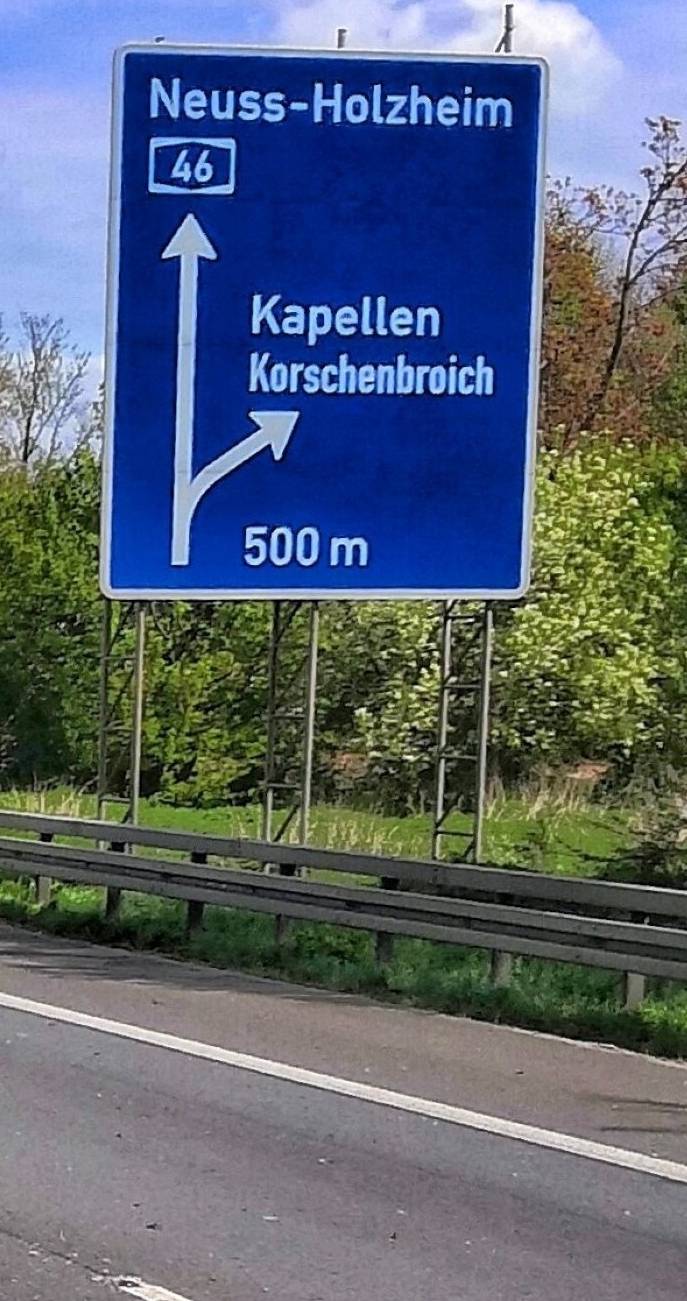 Neuss-Holzheim
46
Kapellen
Korschenbroich
500 m